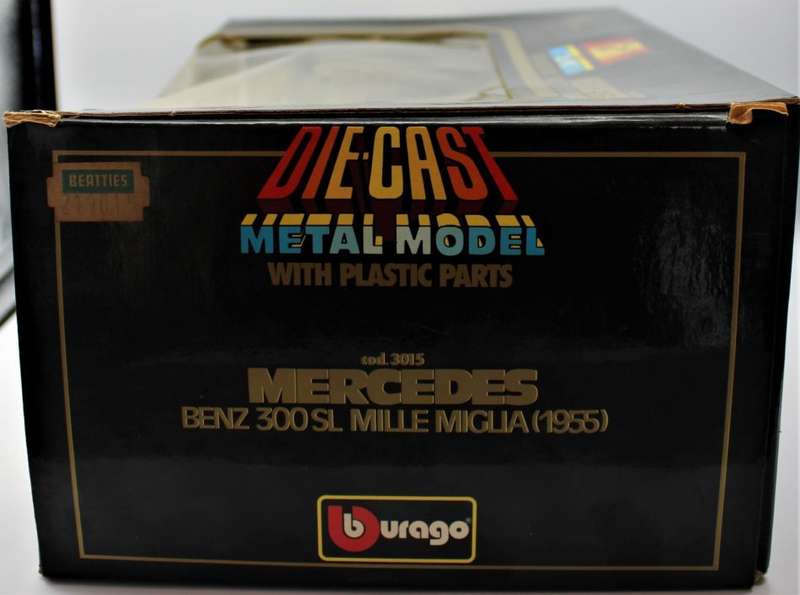 DIE-CAST
METAL MODEL
WITH PLASTIC PARTS
BEATTIES
cod. 3015
MERCEDES
BENZ 300 SL MILLE MIGLIA (1955)
burago